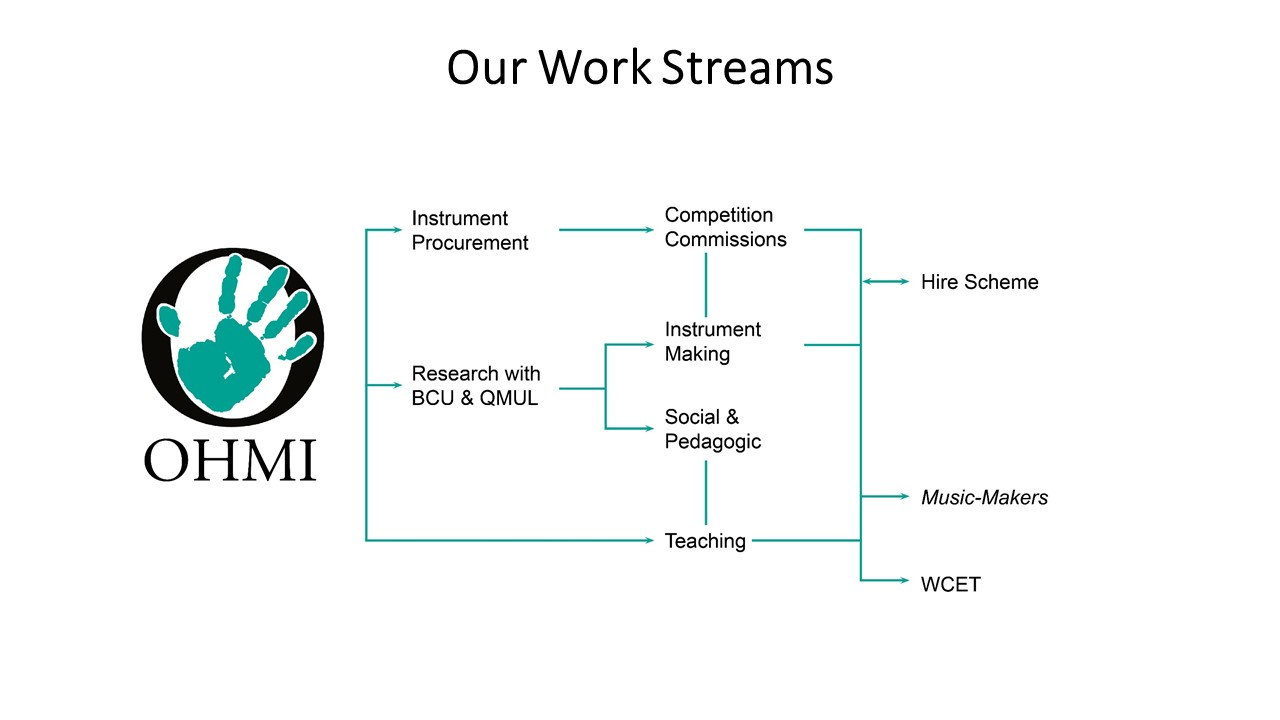 Our Work Streams
OHMI
Instrument
Procurement
Research with
BCU & QMUL
Competition
Commissions
Instrument
Making
Social &
Pedagogic
Teaching
Hire Scheme
Music-Makers
WCET